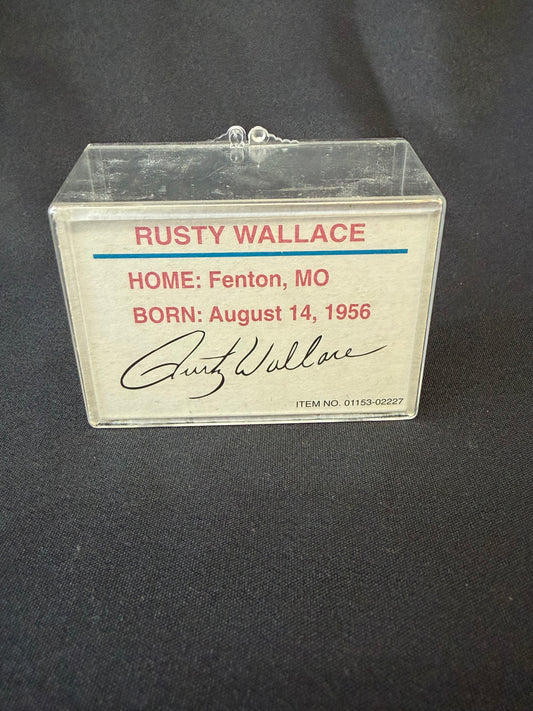 RUSTY WALLACE
HOME: Fenton, MO
BORN: August 14, 1956
Rusty Wallace
ITEM NO. 01153-02227